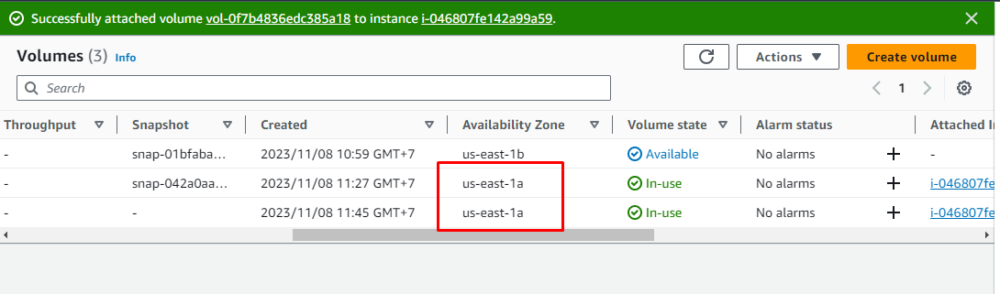 Successfully attached volume vol-0f7b4836edc385a18 to instance i-046807fe142a99a59.
Volumes (3) Info
Actions
Create volume
Search
1
Throughput Snapshot Created Availability Zone Volume state Alarm status Attached In
- snap-01bfaba... 2023/11/08 10:59 GMT+7 us-east-1b Available No alarms + -
- snap-042a0aa... 2023/11/08 11:27 GMT+7 us-east-1a In-use No alarms + i-046807fe
- - 2023/11/08 11:45 GMT+7 us-east-1a In-use No alarms + i-046807fe